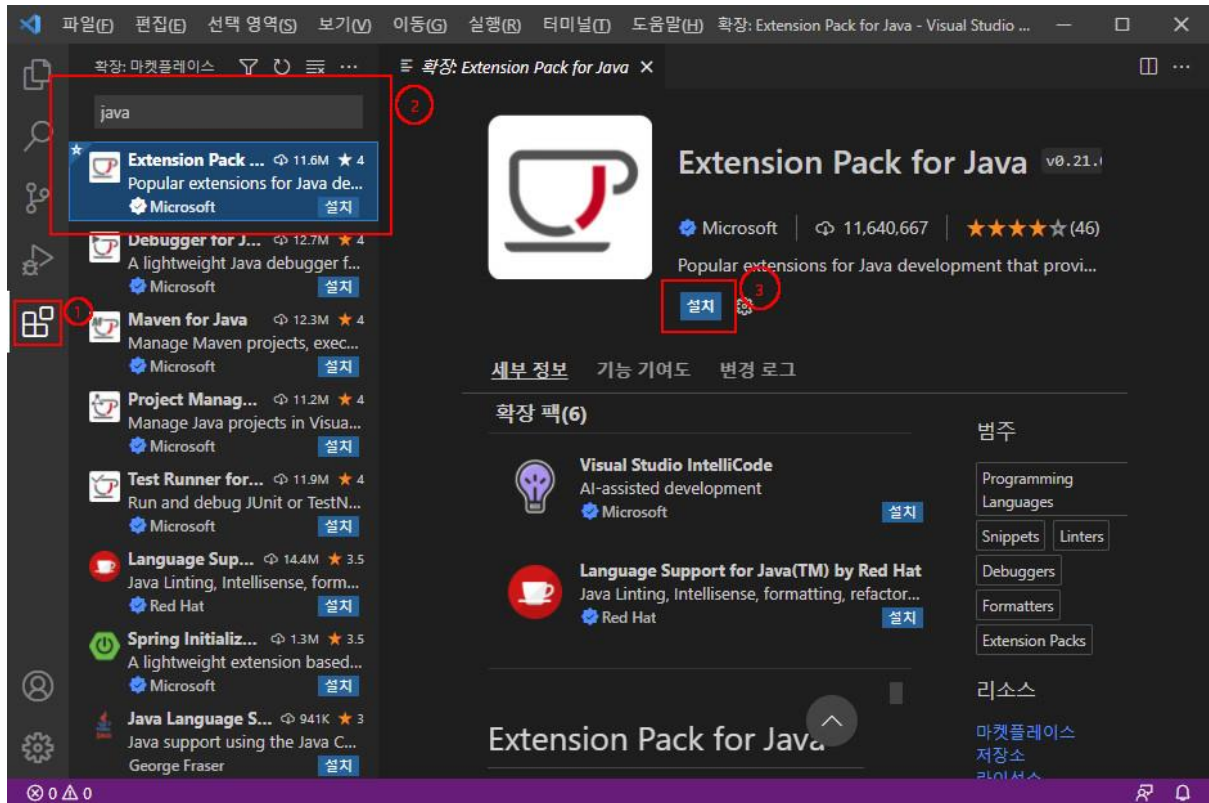 파일(F) 편집(E) 선택 영역(S) 보기(V) 이동(G) 실행(R) 터미널(T) 도움말(H) 확장: Extension Pack for Java - Visual Studio ...
확장: 마켓플레이스
java
Extension Pack ... 11.6M ★ 4
Popular extensions for Java de...
Microsoft 설치
Debugger for J... 12.7M ★ 4
A lightweight Java debugger f...
Microsoft 설치
Maven for Java 12.3M ★ 4
Manage Maven projects, exec...
Microsoft 설치
Project Manag... 11.2M ★ 4
Manage Java projects in Visua...
Microsoft 설치
Test Runner for... 11.9M ★ 4
Run and debug JUnit or TestN...
Microsoft 설치
Language Sup... 14.4M ★ 3.5
Java Linting, Intellisense, form...
Red Hat 설치
Spring Initializ... 1.3M ★ 3.5
A lightweight extension based...
Microsoft 설치
Java Language S... 941K ★ 3
Java support using the Java C...
George Fraser 설치
1
2
3
확장: Extension Pack for Java
Extension Pack for Java v0.21.
Microsoft 11,640,667 ★★★★☆(46)
Popular extensions for Java development that provi...
설치
세부 정보 기능 기여도 변경 로그
확장 팩(6)
Visual Studio IntelliCode
AI-assisted development
Microsoft 설치
Language Support for Java(TM) by Red Hat
Java Linting, Intellisense, formatting, refactor...
Red Hat 설치
Extension Pack for Java
범주
Programming
Languages
Snippets Linters
Debuggers
Formatters
Extension Packs
리소스
마켓플레이스
저장소
라이선스
0 0